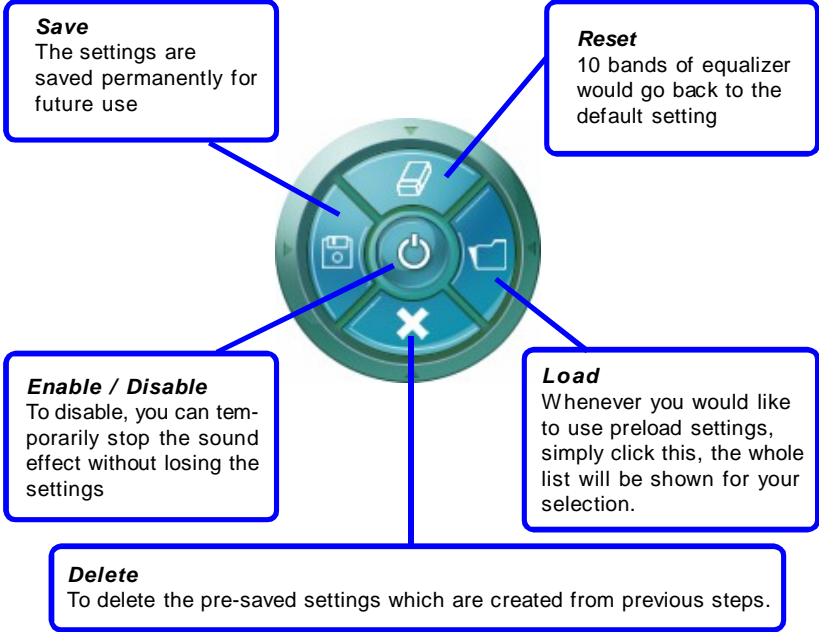 Save
The settings are
saved permanently for
future use
Reset
10 bands of equalizer
would go back to the
default setting
Enable / Disable
To disable, you can tem-
porarily stop the sound
effect without losing the
settings
Load
Whenever you would like
to use preload settings,
simply click this, the whole
list will be shown for your
selection.
Delete
To delete the pre-saved settings which are created from previous steps.